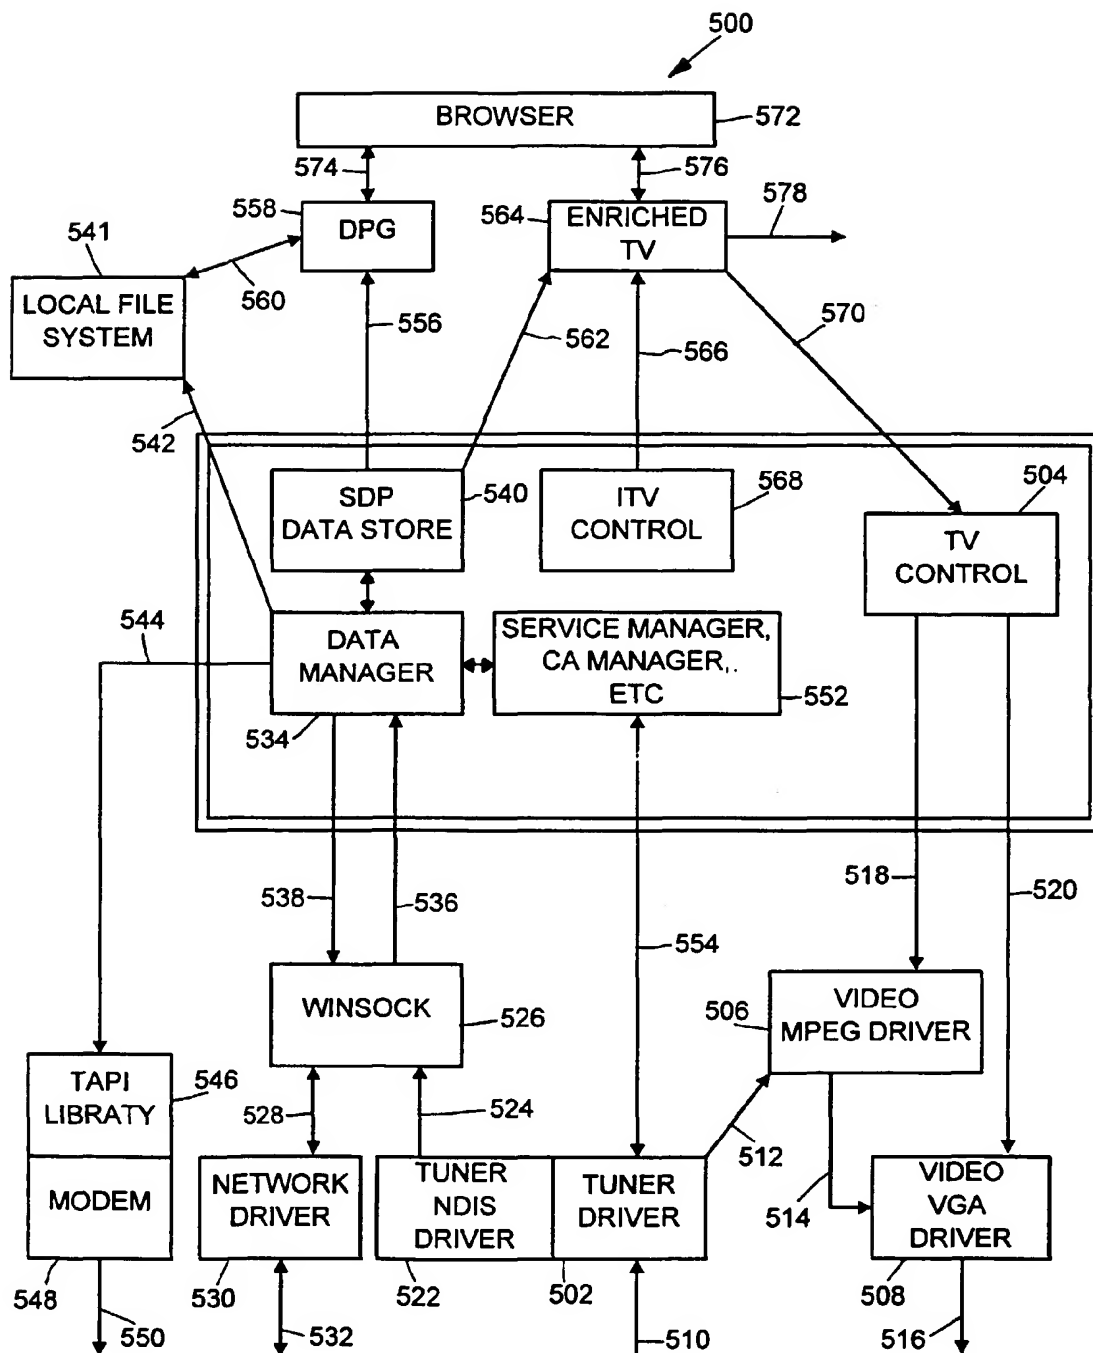 500
BROWSER
572
574
576
558
DPG
564
ENRICHED
TV
578
541
LOCAL FILE
SYSTEM
560
556
562
566
570
542
SDP
DATA STORE
540
ITV
CONTROL
568
504
TV
CONTROL
544
DATA
MANAGER
534
SERVICE MANAGER,
CA MANAGER,.
ETC
552
538
536
554
518
520
WINSOCK
526
506
VIDEO
MPEG DRIVER
TAPI
LIBRATY
546
528
524
512
514
MODEM
NETWORK
DRIVER
TUNER
NDIS
DRIVER
TUNER
DRIVER
VIDEO
VGA
DRIVER
548
530
522
502
508
550
532
510
516